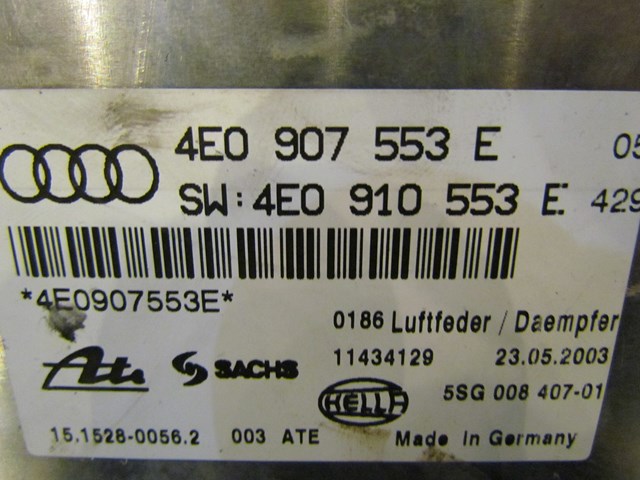 4E0 907 553 E 05
SW: 4E0 910 553 E 429
*4E0907553E*
0186 Luftfeder / Daempfer
11434129 23.05.2003
Ate SACHS HELLA 5SG 008 407-01
15.1528-0056.2 003 ATE Made in Germany